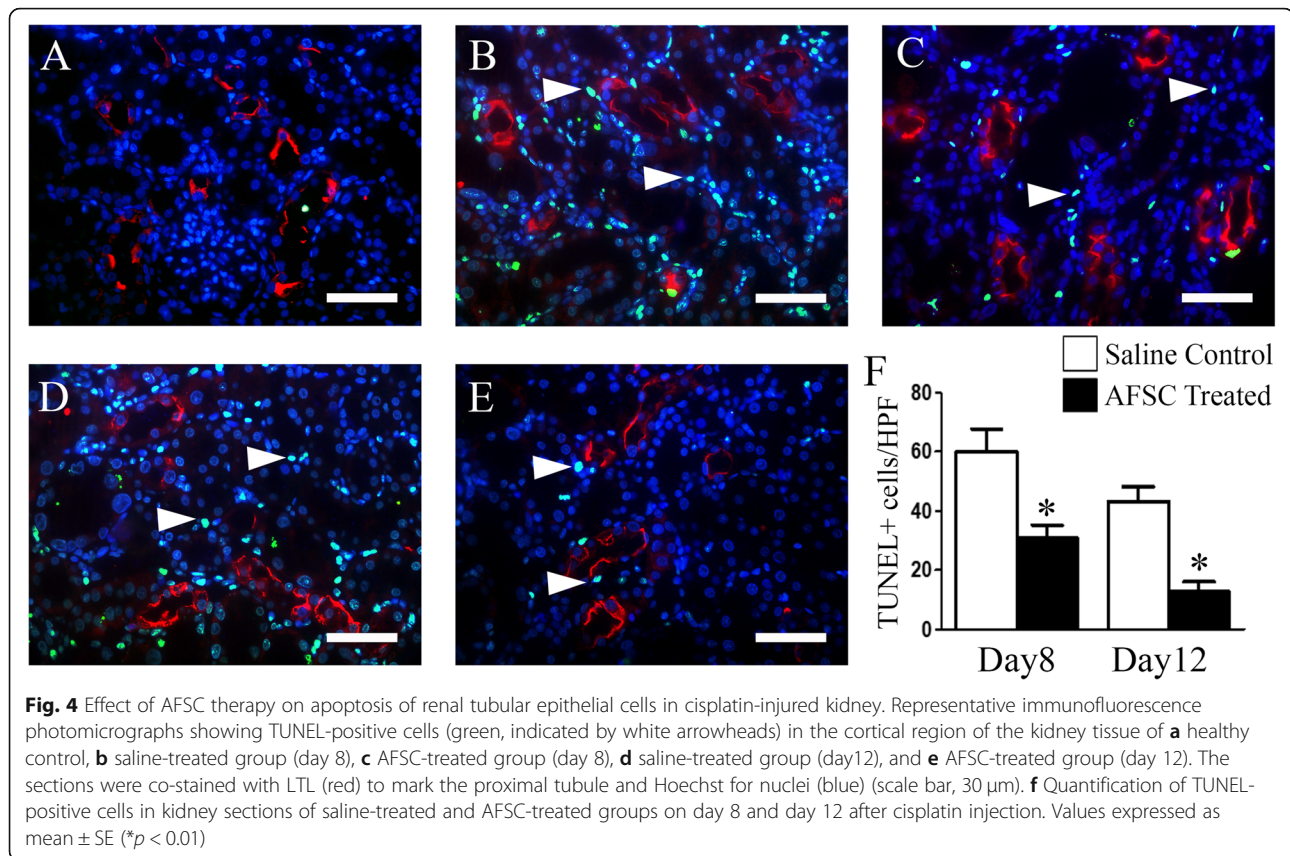 A
B
C
D
E
F
Saline Control
AFSC Treated
TUNEL+ cells/HPF
80
60
40
20
0
*
*
Day8
Day12
Fig. 4 Effect of AFSC therapy on apoptosis of renal tubular epithelial cells in cisplatin-injured kidney. Representative immunofluorescence
photomicrographs showing TUNEL-positive cells (green, indicated by white arrowheads) in the cortical region of the kidney tissue of a healthy
control, b saline-treated group (day 8), c AFSC-treated group (day 8), d saline-treated group (day12), and e AFSC-treated group (day 12). The
sections were co-stained with LTL (red) to mark the proximal tubule and Hoechst for nuclei (blue) (scale bar, 30 μm). f Quantification of TUNEL-
positive cells in kidney sections of saline-treated and AFSC-treated groups on day 8 and day 12 after cisplatin injection. Values expressed as
mean ± SE (*p < 0.01)